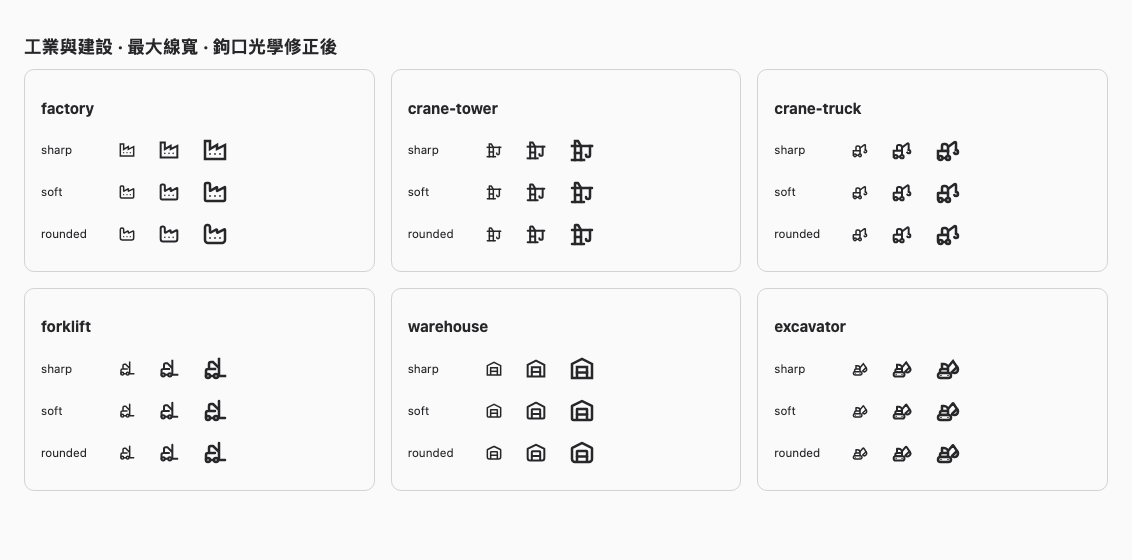 工業與建設 · 最大線寬 · 鉤口光學修正後
factory
sharp
soft
rounded
crane-tower
sharp
soft
rounded
crane-truck
sharp
soft
rounded
forklift
sharp
soft
rounded
warehouse
sharp
soft
rounded
excavator
sharp
soft
rounded